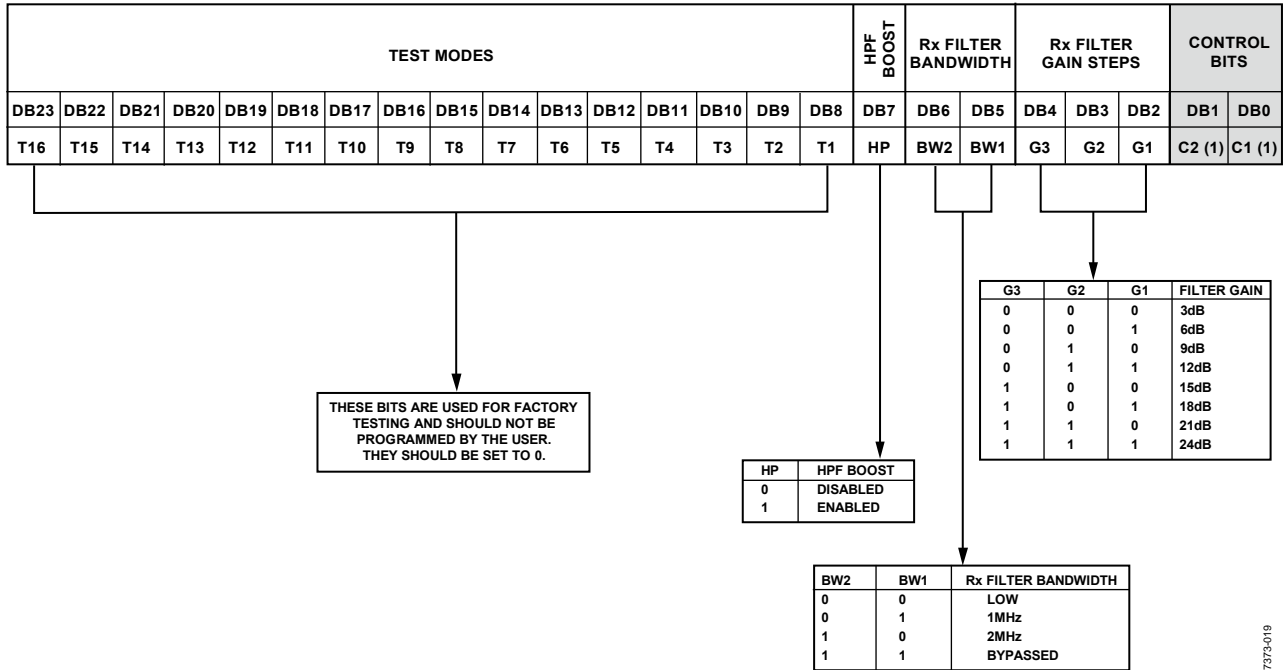 TEST MODES
HPF
BOOST
Rx FILTER
BANDWIDTH
Rx FILTER
GAIN STEPS
CONTROL
BITS
DB23 DB22 DB21 DB20 DB19 DB18 DB17 DB16 DB15 DB14 DB13 DB12 DB11 DB10 DB9 DB8 DB7 DB6 DB5 DB4 DB3 DB2 DB1 DB0
T16 T15 T14 T13 T12 T11 T10 T9 T8 T7 T6 T5 T4 T3 T2 T1 HP BW2 BW1 G3 G2 G1 C2 (1) C1 (1)
G3 G2 G1 FILTER GAIN
0 0 0 3dB
0 0 1 6dB
0 1 0 9dB
0 1 1 12dB
1 0 0 15dB
1 0 1 18dB
1 1 0 21dB
1 1 1 24dB
THESE BITS ARE USED FOR FACTORY
TESTING AND SHOULD NOT BE
PROGRAMMED BY THE USER.
THEY SHOULD BE SET TO 0.
HP HPF BOOST
0 DISABLED
1 ENABLED
BW2 BW1 Rx FILTER BANDWIDTH
0 0 LOW
0 1 1MHz
1 0 2MHz
1 1 BYPASSED
7373-019